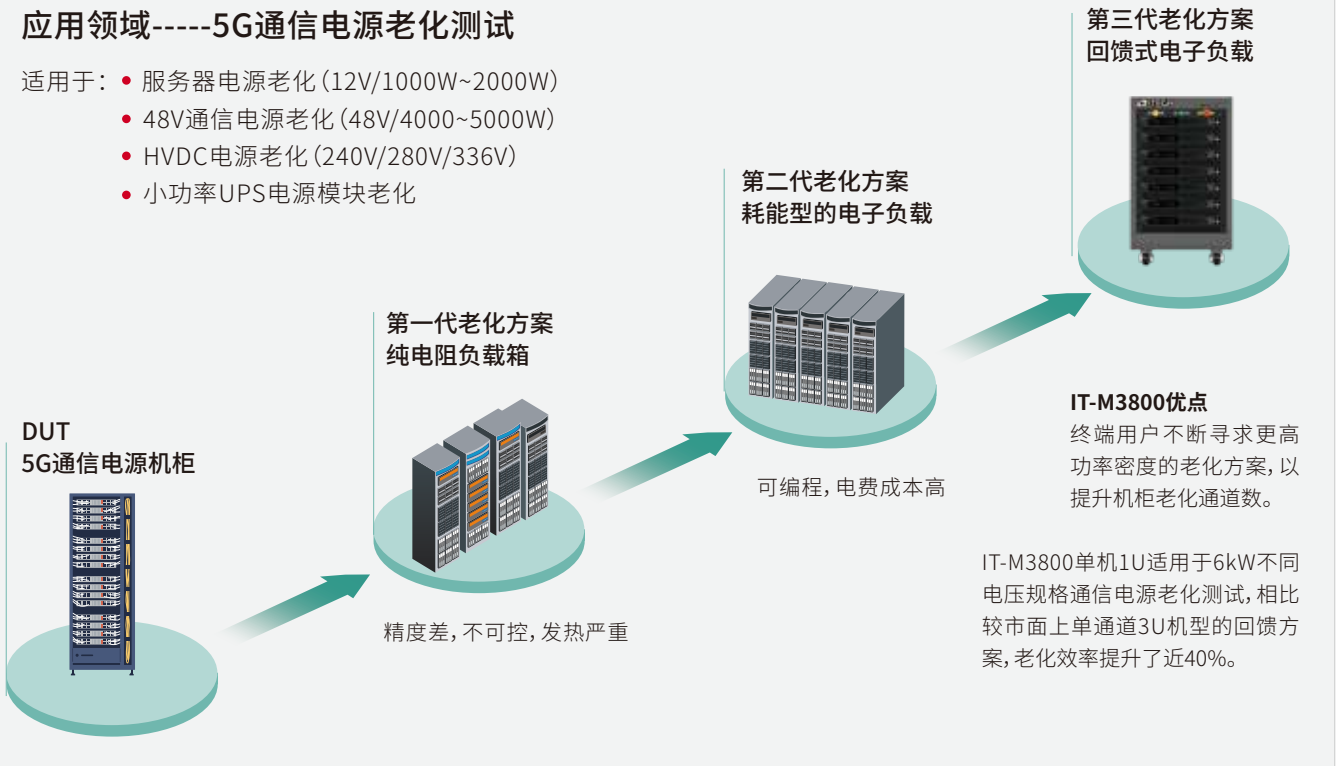 应用领域-----5G通信电源老化测试
适用于：• 服务器电源老化（12V/1000W~2000W）
• 48V通信电源老化（48V/4000~5000W）
• HVDC电源老化（240V/280V/336V）
• 小功率UPS电源模块老化
第三代老化方案
回馈式电子负载
第二代老化方案
耗能型的电子负载
第一代老化方案
纯电阻负载箱
DUT
5G通信电源机柜
精度差，不可控，发热严重
可编程，电费成本高
IT-M3800优点
终端用户不断寻求更高
功率密度的老化方案，以
提升机柜老化通道数。
IT-M3800单机1U适用于6kW不同
电压规格通信电源老化测试，相比
较市面上单通道3U机型的回馈方
案，老化效率提升了近40%。